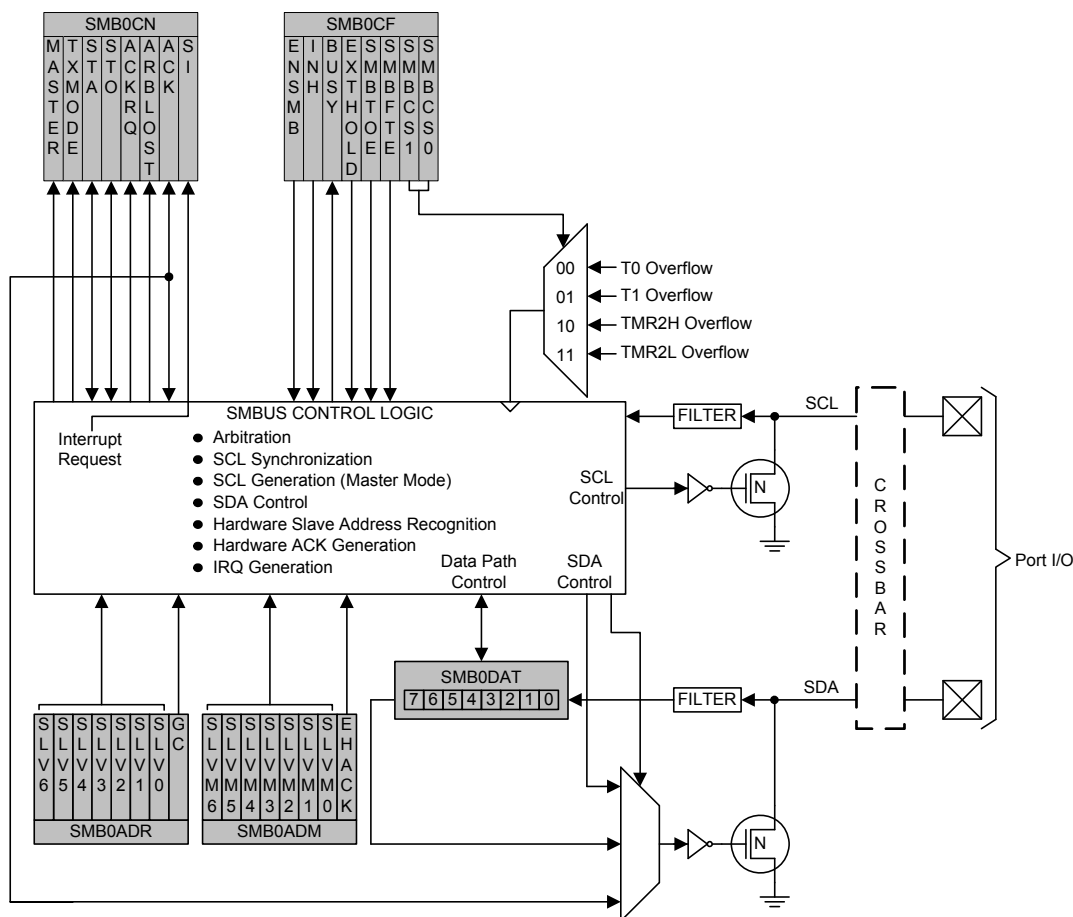 SMB0CN
MASTER
TXMODE
STA
STO
ACKRQ
ARBLOST
ACK
SI
SMB0CF
ENSMB
INH
BUSY
EXTHOLD
SMBTOE
SMBFTE
SMBCS1
SMBCS0
00
01
10
11
T0 Overflow
T1 Overflow
TMR2H Overflow
TMR2L Overflow
SMBUS CONTROL LOGIC
Interrupt
Request
● Arbitration
● SCL Synchronization
● SCL Generation (Master Mode)
● SDA Control
● Hardware Slave Address Recognition
● Hardware ACK Generation
● IRQ Generation
Data Path
Control
SDA
Control
SCL
Control
FILTER
SCL
N
CROSSBAR
Port I/O
SMB0DAT
7 6 5 4 3 2 1 0
FILTER
SDA
N
SLV6
SLV5
SLV4
SLV3
SLV2
SLV1
SLV0
GC
SMB0ADR
SLVM6
SLVM5
SLVM4
SLVM3
SLVM2
SLVM1
SLVM0
EHACK
SMB0ADM